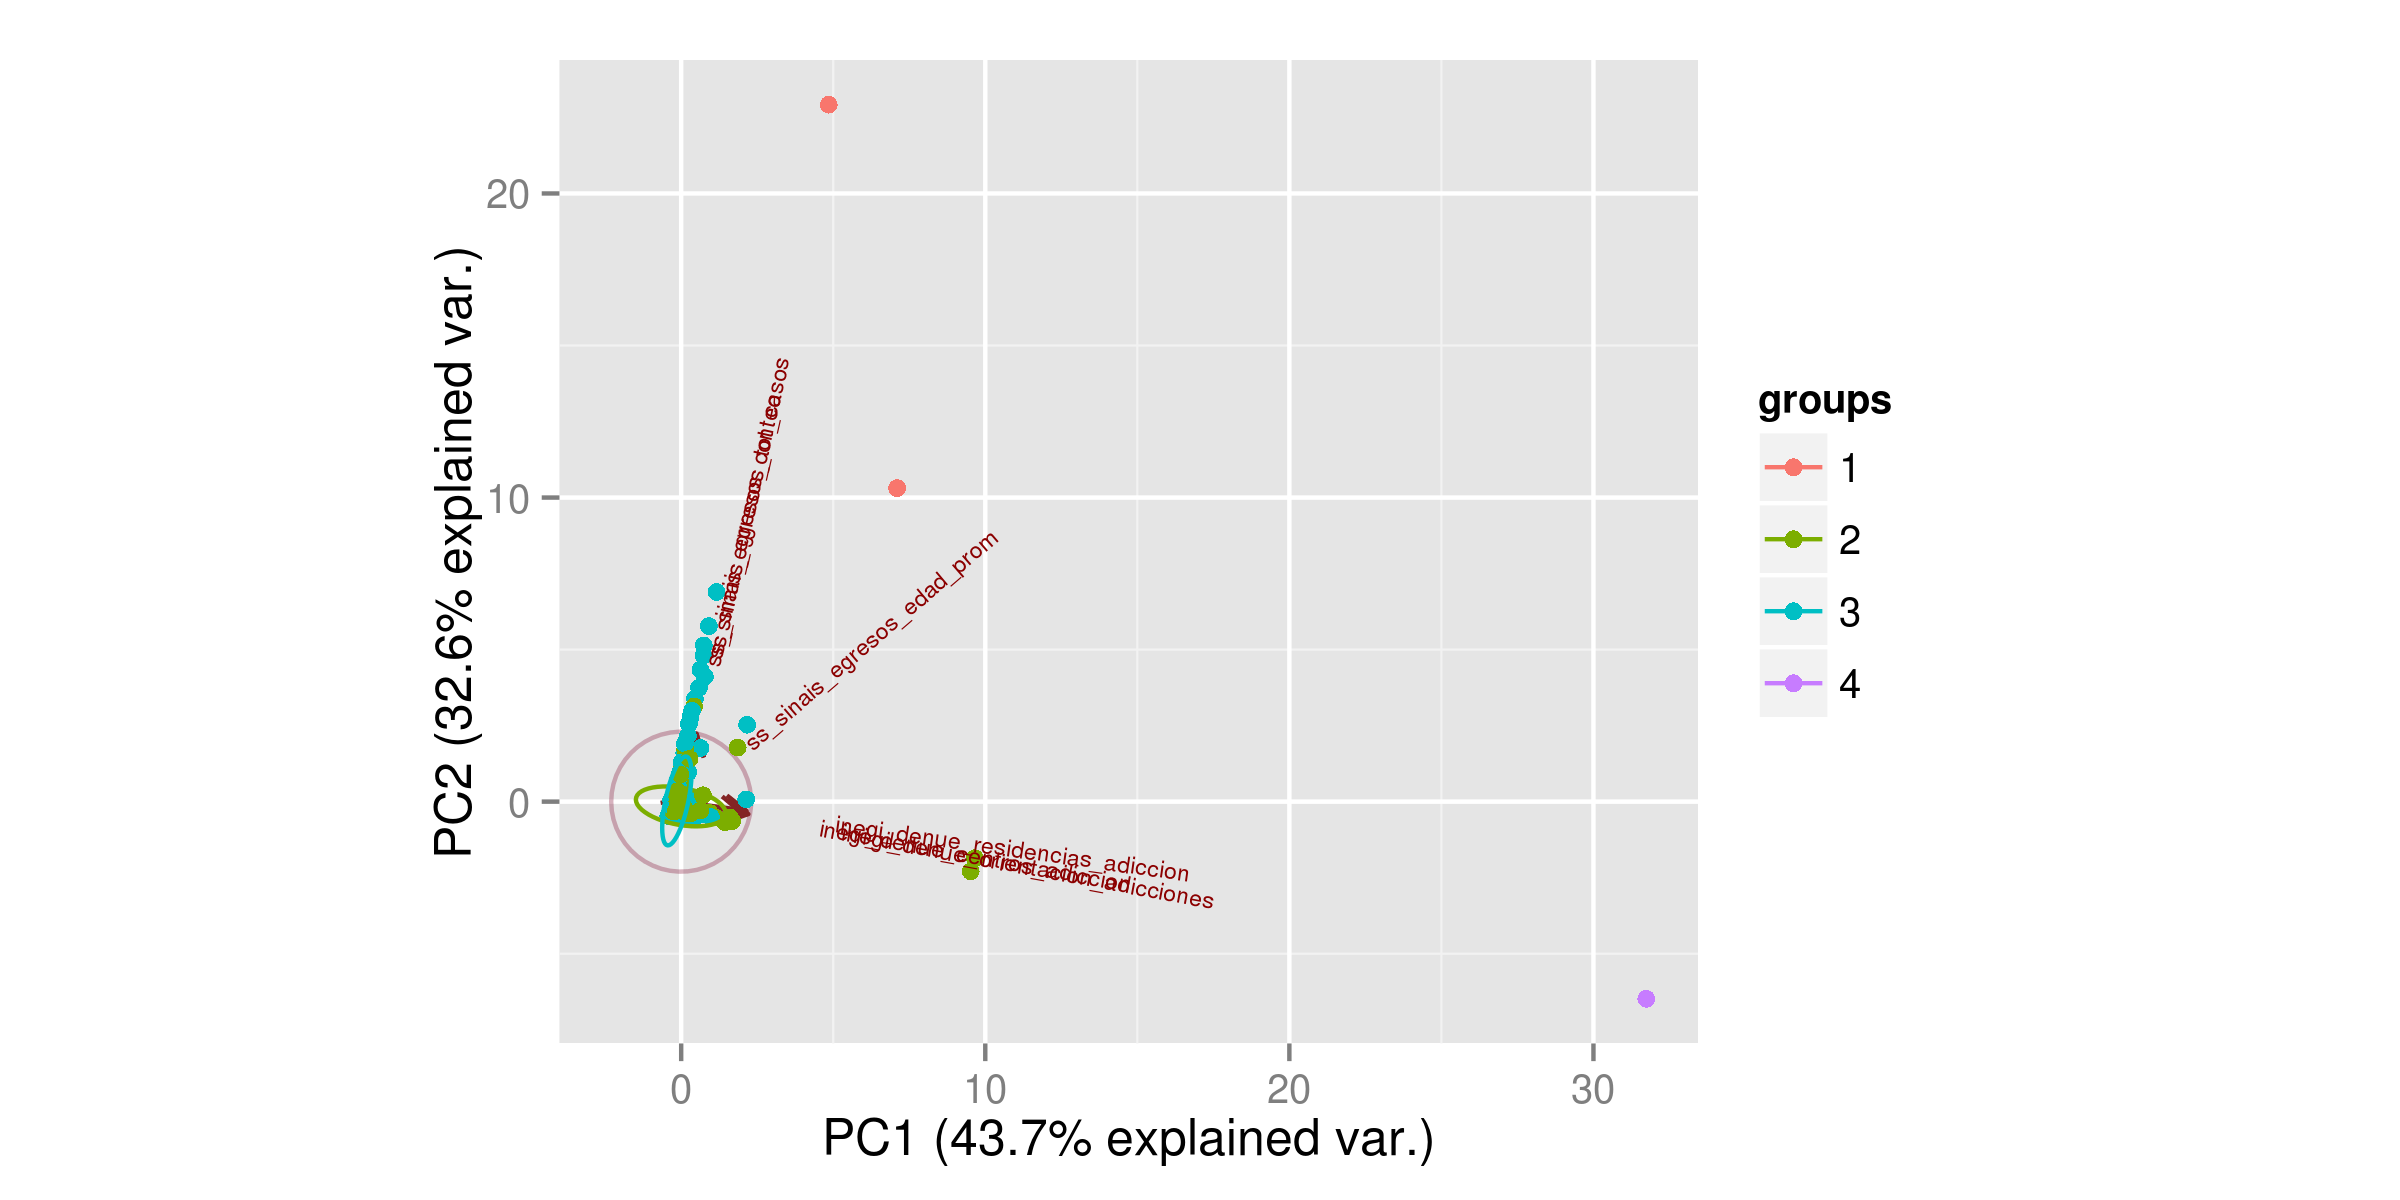 20
10
0
0
10
20
30
PC2 (32.6% explained var.)
PC1 (43.7% explained var.)
ss_sinais_egresos_edad_prom
inegi_denue_residencias_adiccion
groups
1
2
3
4